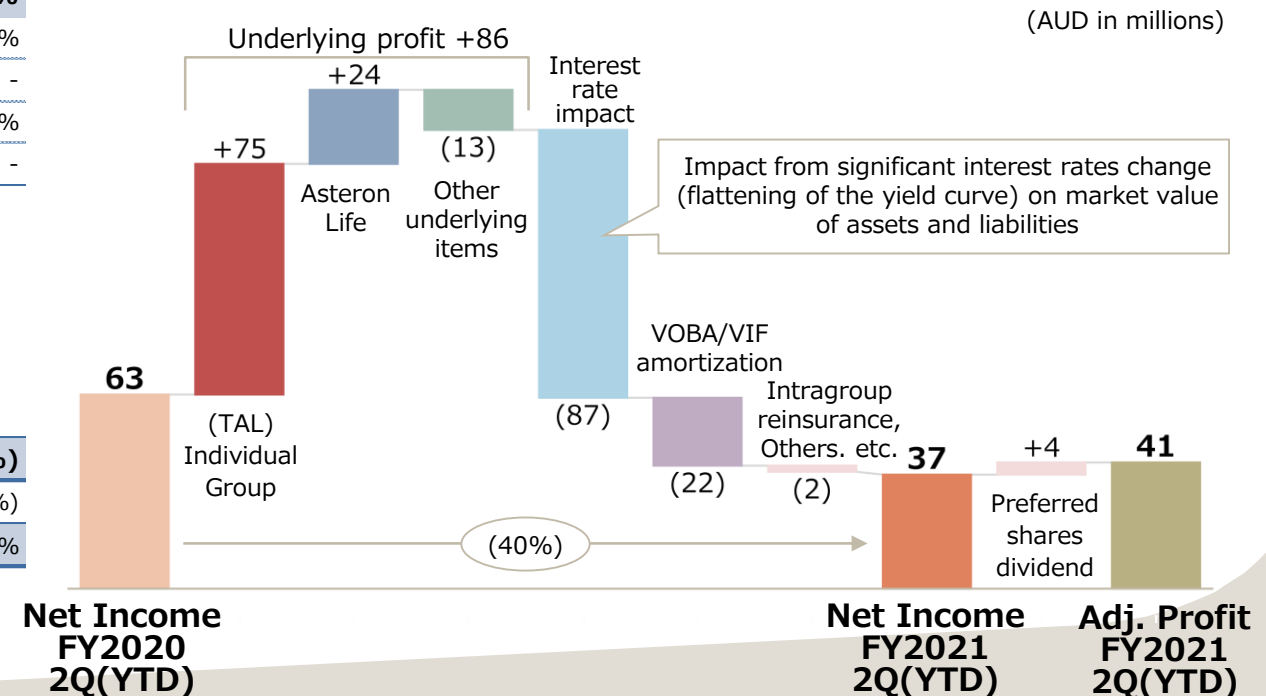 %
%
-
%
-
%)
%)
%
(AUD in millions)
Underlying profit +86
+24
Interest
rate
impact
+75
(13)
Asteron
Life
Other
underlying
items
Impact from significant interest rates change
(flattening of the yield curve) on market value
of assets and liabilities
63
(TAL)
Individual
Group
(87)
VOBA/VIF
amortization
(22)
Intragroup
reinsurance,
Others. etc.
(2)
37
+4
41
Preferred
shares
dividend
(40%)
Net Income
FY2020
2Q(YTD)
Net Income
FY2021
2Q(YTD)
Adj. Profit
FY2021
2Q(YTD)